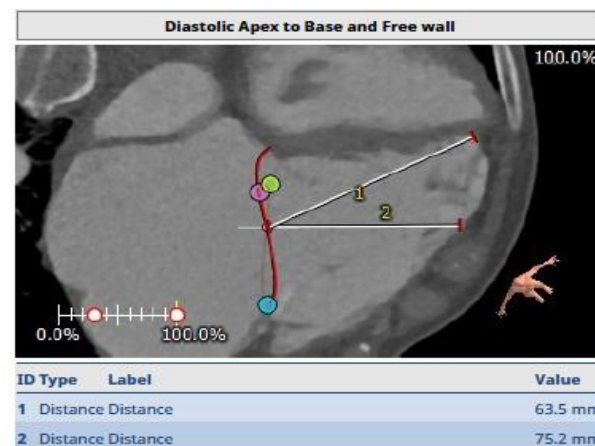 Diastolic Apex to Base and Free wall
100.0%
1
2
0.0% 100.0%
ID Type Label Value
1 Distance Distance 63.5 mm
2 Distance Distance 75.2 mm